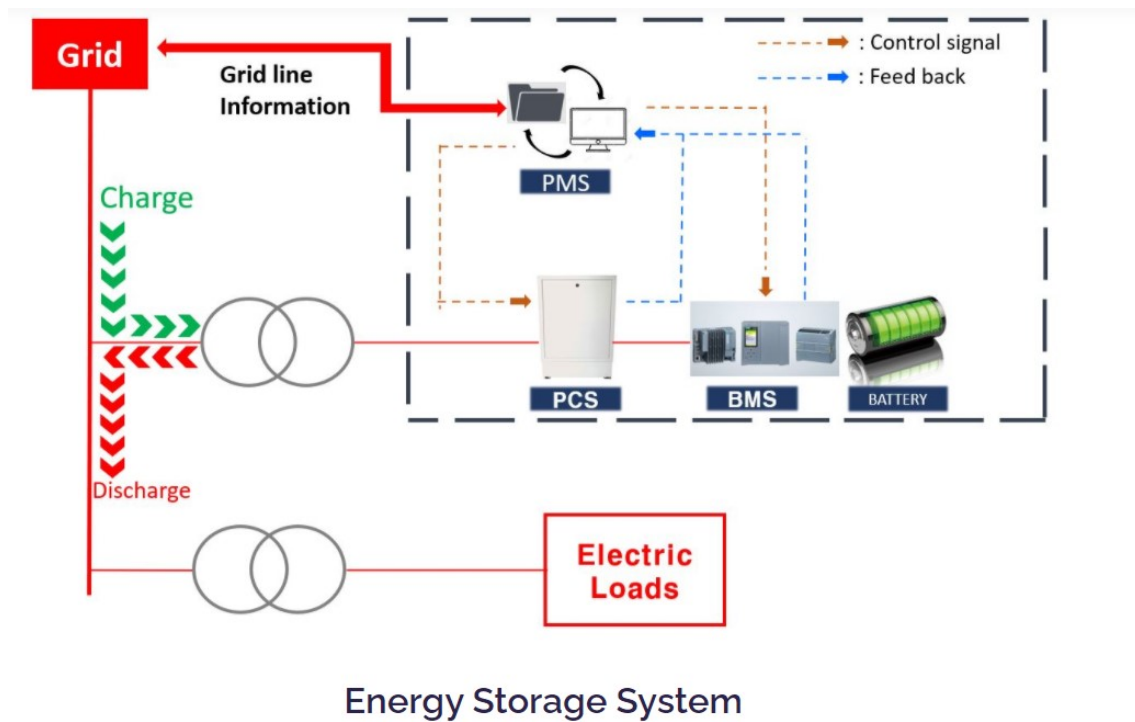 Grid
Grid line
Information
: Control signal
: Feed back
PMS
Charge
PCS
BMS
BATTERY
Discharge
Electric
Loads
Energy Storage System